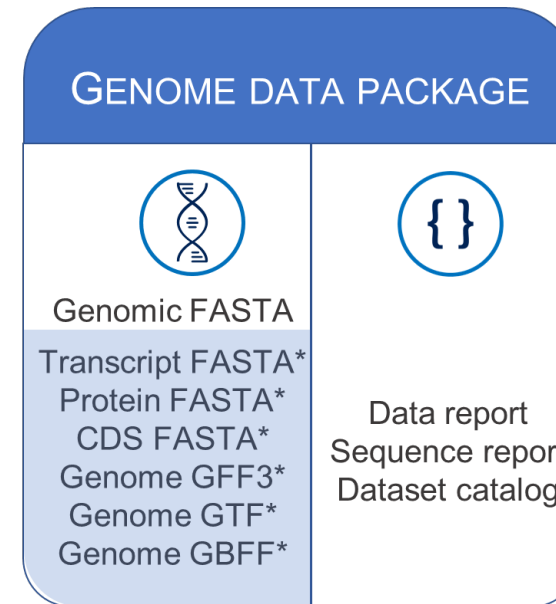 GENOME DATA PACKAGE
{ }
Genomic FASTA
Transcript FASTA*
Protein FASTA*
CDS FASTA*
Genome GFF3*
Genome GTF*
Genome GBFF*
Data report
Sequence repor
Dataset catalog